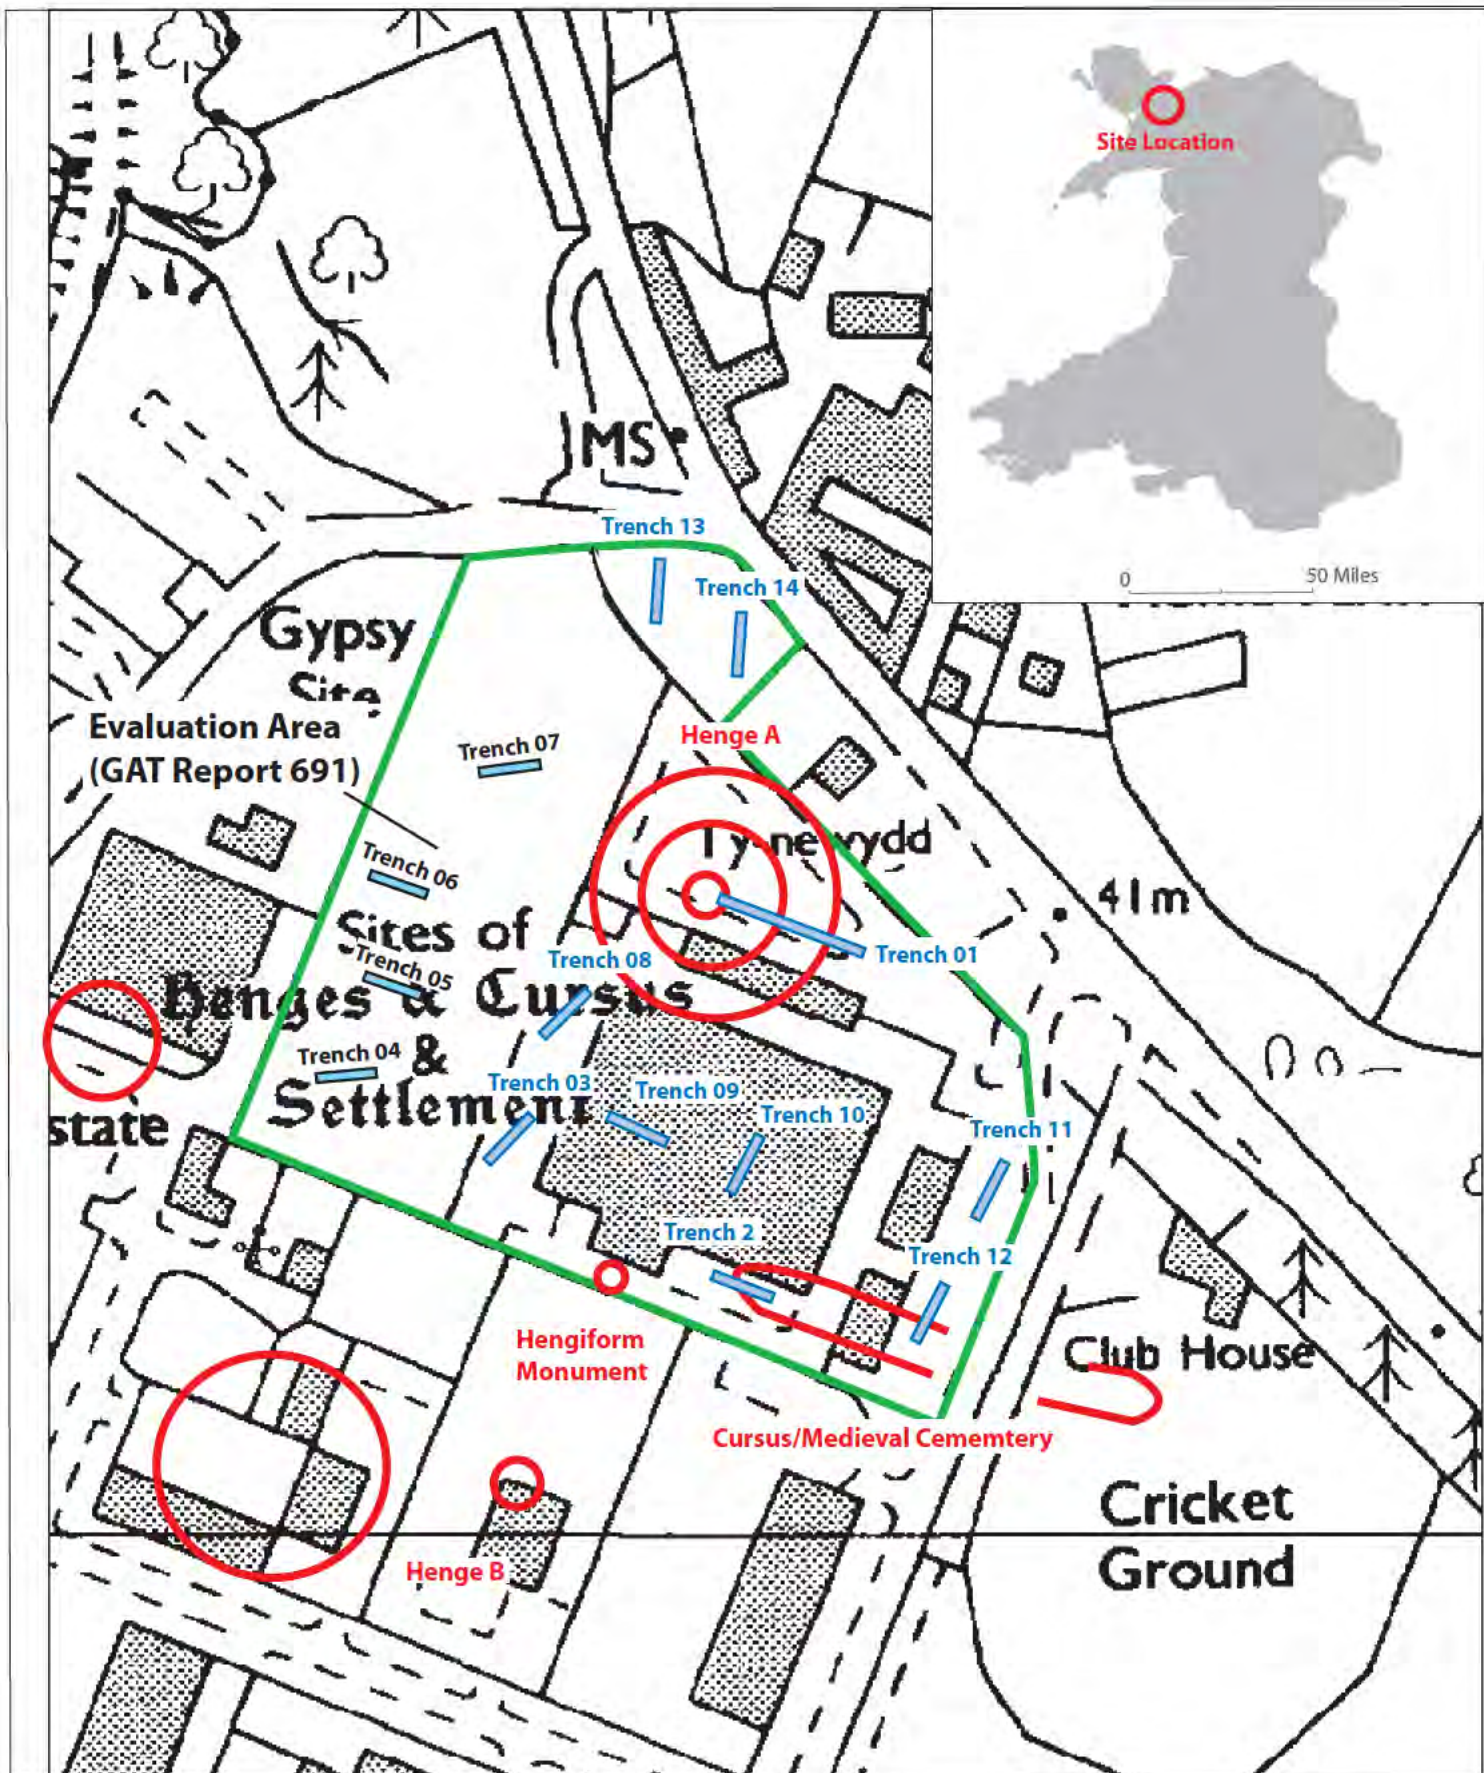 Site Location
0
50 Miles
MS
Trench 13
Trench 14
Gypsy
Site
Evaluation Area
(GAT Report 691)
Trench 07
Henge A
Ty newydd
41m
Trench 06
Sites of
Trench 05
Trench 08
Trench 01
Henges & Cursus
Trench 04
&
Settlement
Trench 03
Trench 09
Trench 10
Trench 11
state
Trench 2
Trench 12
Hengiform
Monument
Club House
Cursus/Medieval Cememtery
Cricket
Ground
Henge B